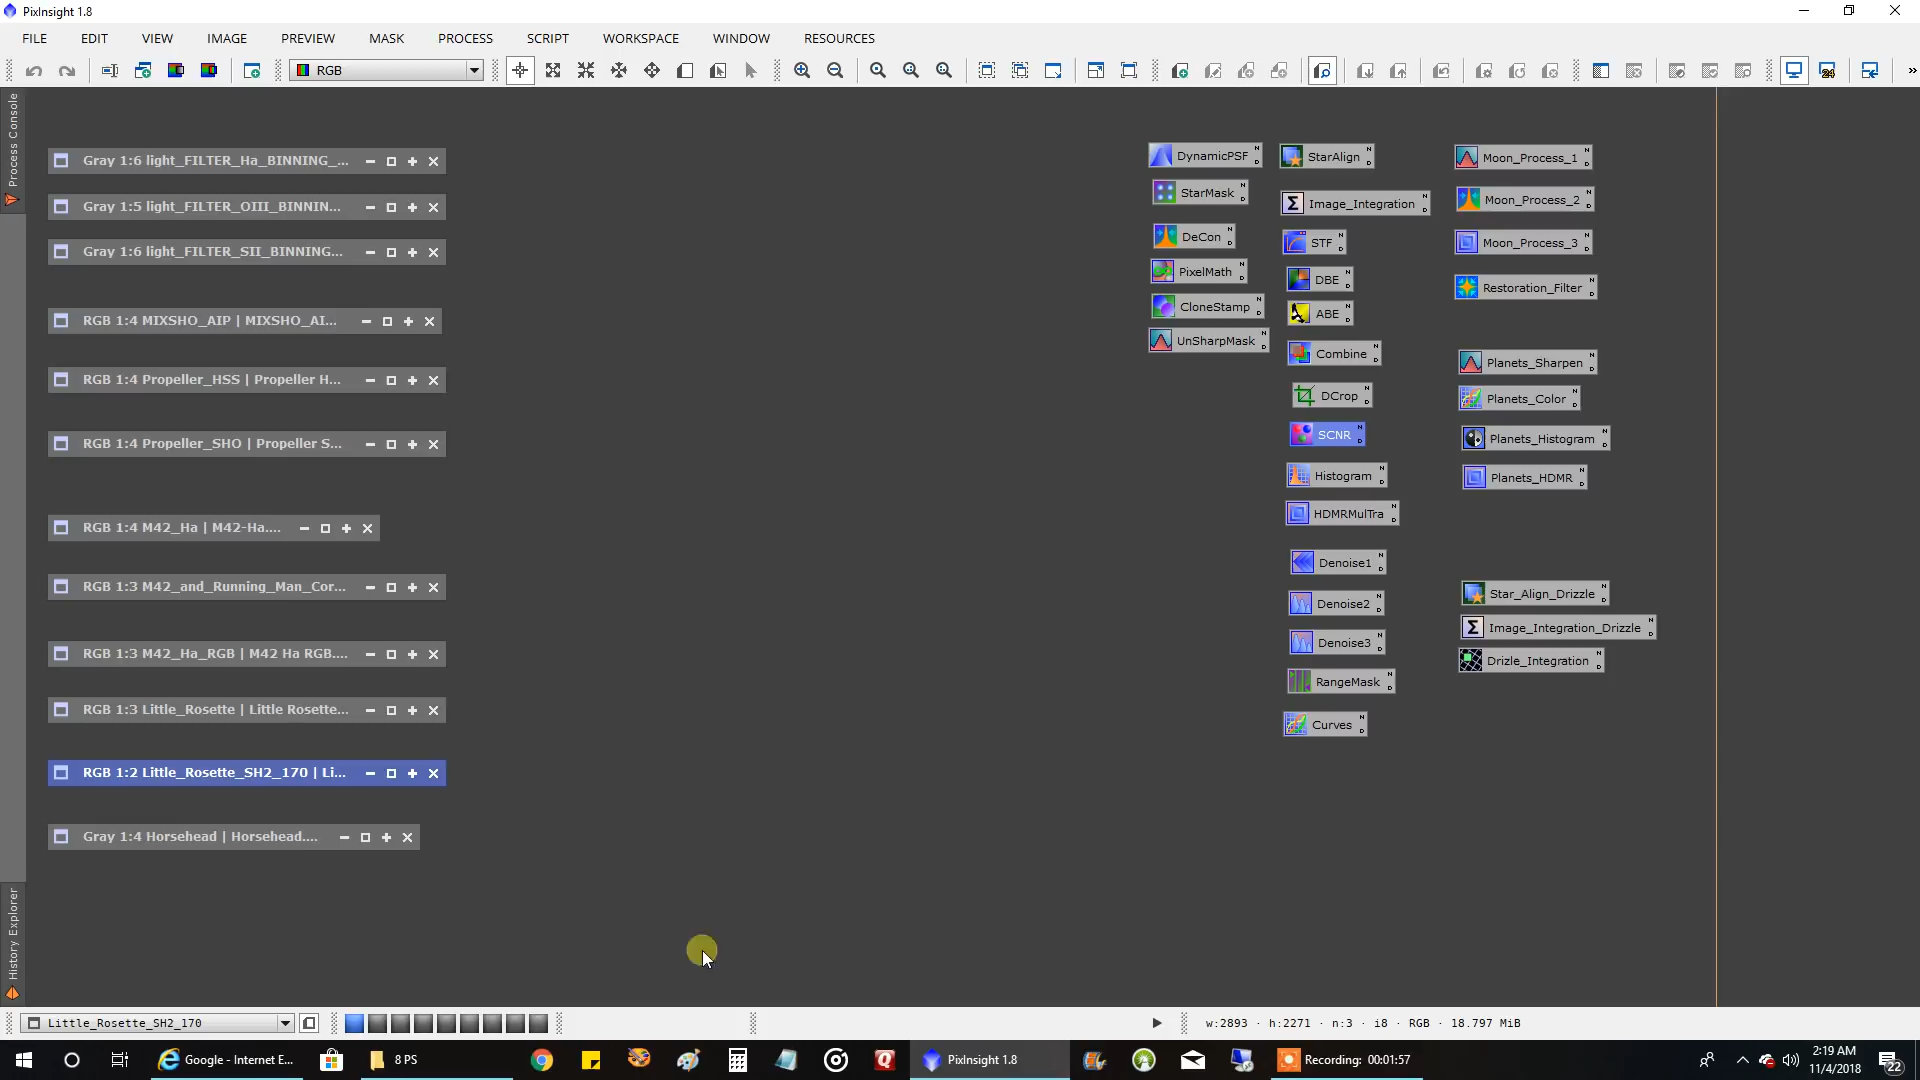 PixInsight 1.8
FILE EDIT VIEW IMAGE PREVIEW MASK PROCESS SCRIPT WORKSPACE WINDOW RESOURCES
RGB
24
»
Process Console
Gray 1:6 light_FILTER_Ha_BINNING_...
Gray 1:5 light_FILTER_OIII_BINNIN...
Gray 1:6 light_FILTER_SII_BINNING...
RGB 1:4 MIXSHO_AIP | MIXSHO_AI...
RGB 1:4 Propeller_HSS | Propeller H...
RGB 1:4 Propeller_SHO | Propeller S...
RGB 1:4 M42_Ha | M42-Ha....
RGB 1:3 M42_and_Running_Man_Cor...
RGB 1:3 M42_Ha_RGB | M42 Ha RGB....
RGB 1:3 Little_Rosette | Little Rosette...
RGB 1:2 Little_Rosette_SH2_170 | Li...
Gray 1:4 Horsehead | Horsehead....
DynamicPSF
StarMask
DeCon
PixelMath
CloneStamp
UnSharpMask
StarAlign
Image_Integration
STF
DBE
ABE
Combine
DCrop
SCNR
Histogram
HDMRMulTra
Denoise1
Denoise2
Denoise3
RangeMask
Curves
Moon_Process_1
Moon_Process_2
Moon_Process_3
Restoration_Filter
Planets_Sharpen
Planets_Color
Planets_Histogram
Planets_HDMR
Star_Align_Drizzle
Image_Integration_Drizzle
Drizle_Integration
History Explorer
Little_Rosette_SH2_170
w:2893 · h:2271 · n:3 · i8 · RGB · 18.797 MiB
Google - Internet E...
8 PS
PixInsight 1.8
Recording: 00:01:57
2:19 AM
11/4/2018
22